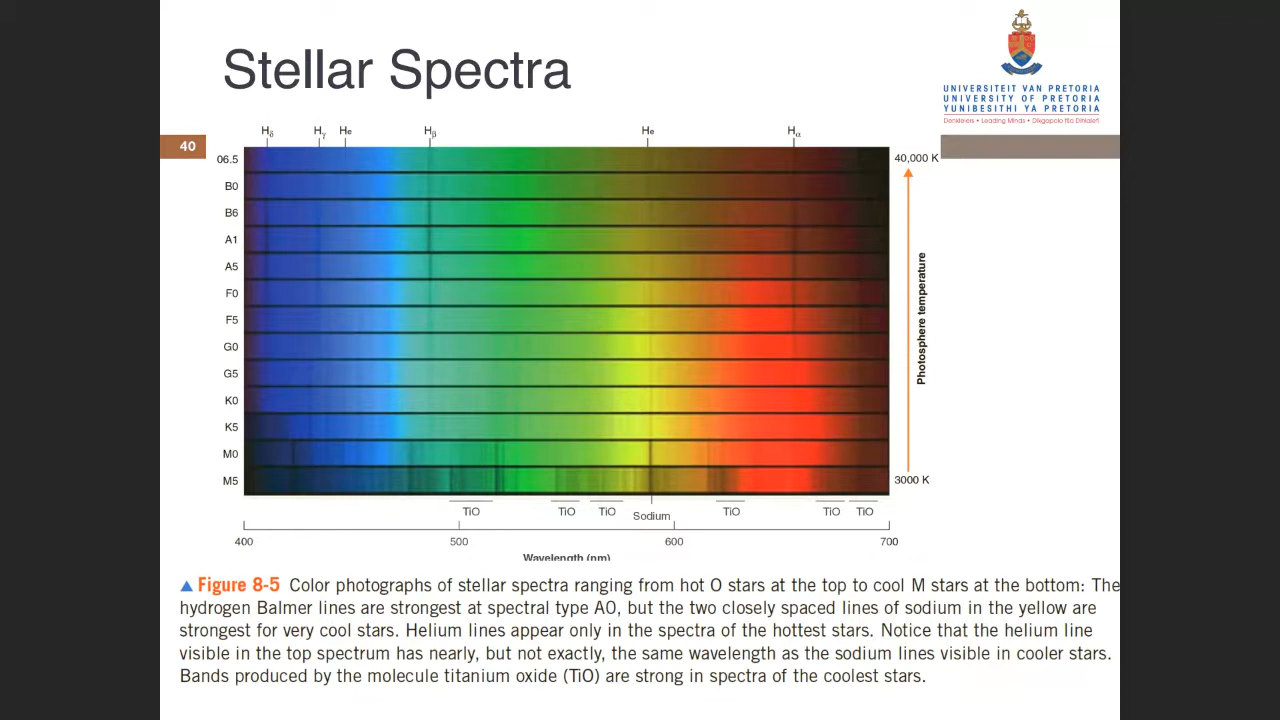 Stellar Spectra
UNIVERSITEIT VAN PRETORIA
UNIVERSITY OF PRETORIA
YUNIBESITHI YA PRETORIA
Denkleiers • Leading Minds • Dikgopolo tša Dihlalefi
40
Hδ Hγ He Hβ He Hα
06.5
B0
B6
A1
A5
F0
F5
G0
G5
K0
K5
M0
M5
40,000 K
Photosphere temperature
3000 K
TiO TiO TiO Sodium TiO TiO TiO
400 500 600 700
Wavelength (nm)
▲ Figure 8-5 Color photographs of stellar spectra ranging from hot O stars at the top to cool M stars at the bottom: The
hydrogen Balmer lines are strongest at spectral type A0, but the two closely spaced lines of sodium in the yellow are
strongest for very cool stars. Helium lines appear only in the spectra of the hottest stars. Notice that the helium line
visible in the top spectrum has nearly, but not exactly, the same wavelength as the sodium lines visible in cooler stars.
Bands produced by the molecule titanium oxide (TiO) are strong in spectra of the coolest stars.